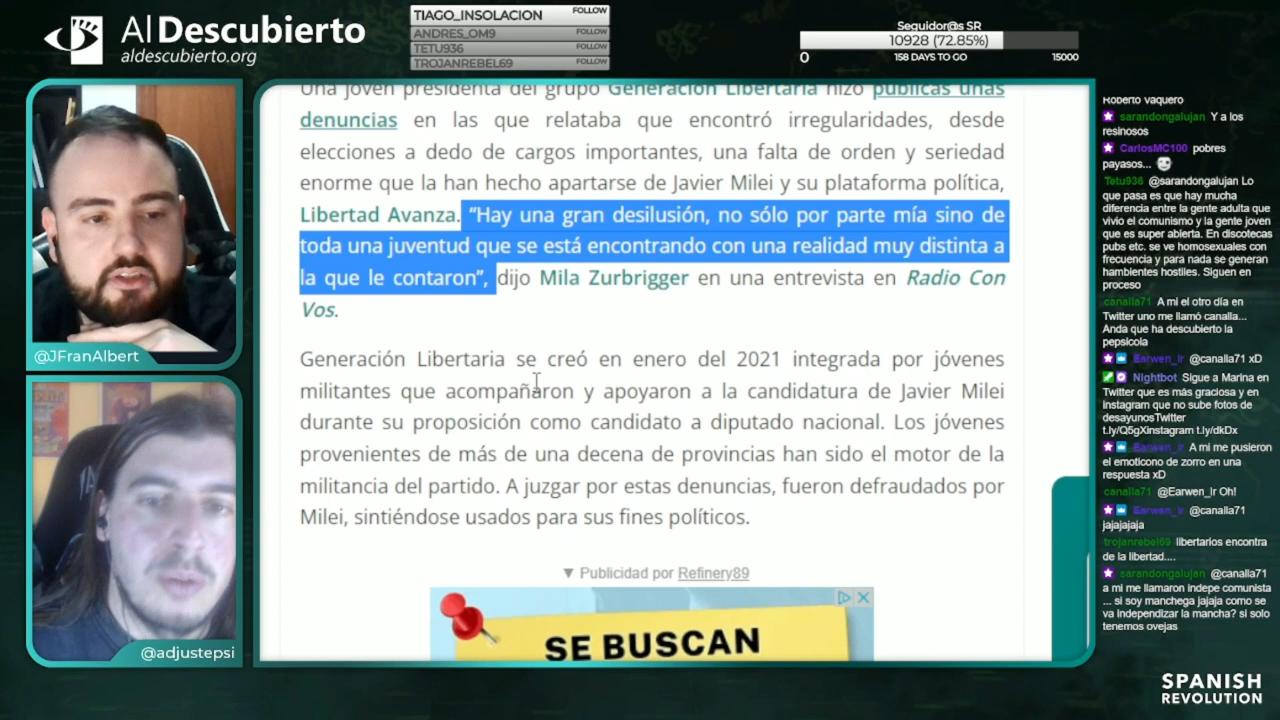 Al Descubierto
aldescubierto.org
TIAGO_INSOLACION FOLLOW
ANDRES_OM9 FOLLOW
TETU936 FOLLOW
TROJANREBEL69 FOLLOW
Seguidor@s SR
10928 (72.85%)
0 158 DAYS TO GO 15000
@JFranAlbert
@adjustepsi
Una joven presidenta del grupo Generación Libertaria hizo públicas unas
denuncias en las que relataba que encontró irregularidades, desde
elecciones a dedo de cargos importantes, una falta de orden y seriedad
enorme que la han hecho apartarse de Javier Milei y su plataforma política,
Libertad Avanza. “Hay una gran desilusión, no sólo por parte mía sino de
toda una juventud que se está encontrando con una realidad muy distinta a
la que le contaron”, dijo Mila Zurbrigger en una entrevista en Radio Con
Vos.
Generación Libertaria se creó en enero del 2021 integrada por jóvenes
militantes que acompañaron y apoyaron a la candidatura de Javier Milei
durante su proposición como candidato a diputado nacional. Los jóvenes
provenientes de más de una decena de provincias han sido el motor de la
militancia del partido. A juzgar por estas denuncias, fueron defraudados por
Milei, sintiéndose usados para sus fines políticos.
▼ Publicidad por Refinery89
SE BUSCAN
Roberto Vaquero
sarandongalujan Y a los
resinosos
CarlosMC100 pobres
payasos...
Tetu936 @sarandongalujan Lo
que pasa es que hay mucha
diferencia entre la gente adulta que
vivio el comunismo y la gente joven
que es super abierta. En discotecas
pubs etc. se ve homosexuales con
frecuencia y para nada se generan
hambientes hostiles. Siguen en
proceso
canalla71 A mi el otro día en
Twitter uno me llamó canalla...
Anda que ha descubierto la
pepsicola
Earwen_Ir @canalla71 xD
Nightbot Sigue a Marina en
Twitter que es más graciosa y en
instagram que no sube fotos de
desayunosTwitter
t.ly/Q5gXinstagram t.ly/dkDx
Earwen_Ir A mi me pusieron
el emoticono de zorro en una
respuesta xD
canalla71 @Earwen_Ir Oh!
Earwen_Ir @canalla71
jajajajaja
trojanrebel69 libertarios encontra
de la libertad....
sarandongalujan @canalla71
a mi me llamaron indepe comunista
... si soy manchega jajaja como se
va independizar la mancha? si solo
tenemos ovejas
SPANISH
REVOLUTION